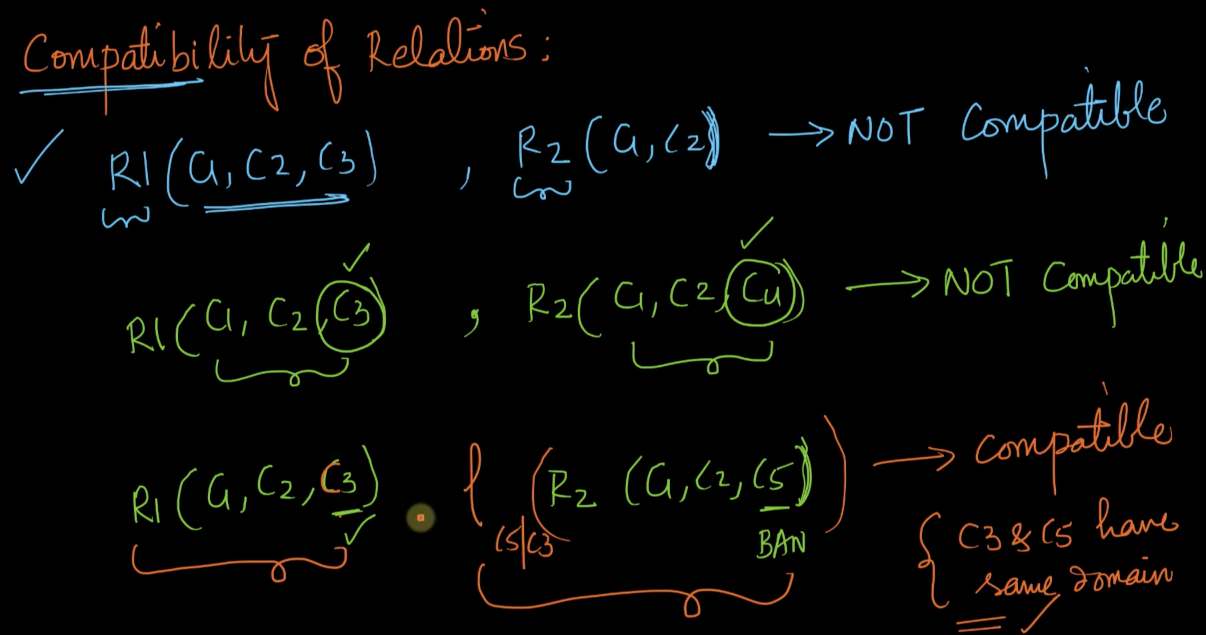 Compatibility of Relations:
R1(C1, C2, C3) , R2(C1, C2) → NOT Compatible
R1(C1, C2, C3) , R2(C1, C2, C4) → NOT Compatible
R1(C1, C2, C3) ρ C5|C3 (R2 (C1, C2, C5)) → Compatible
BAN
{ C3 & C5 have
same domain